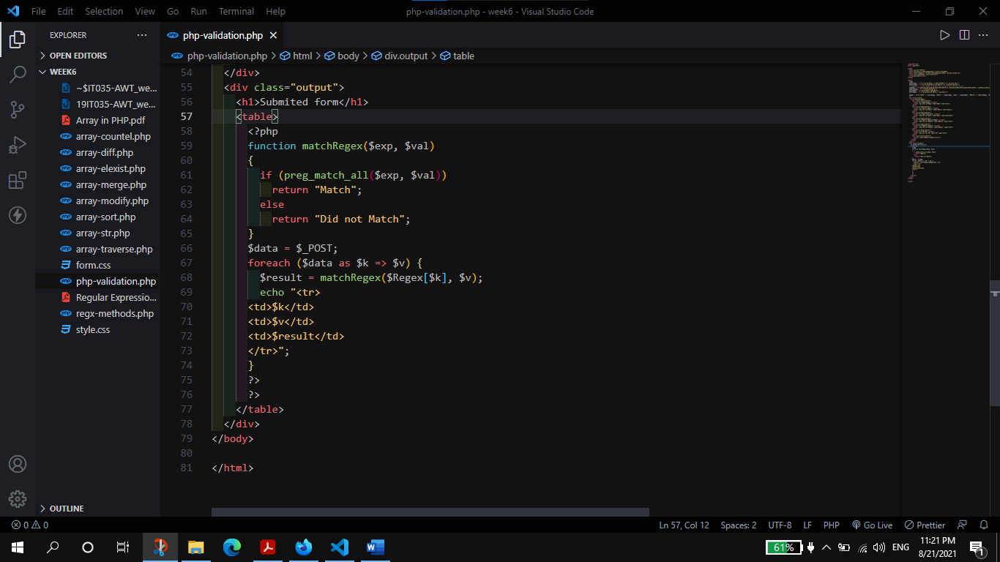 File Edit Selection View Go Run Terminal Help
php-validation.php - week6 - Visual Studio Code
EXPLORER
OPEN EDITORS
WEEK6
~$IT035-AWT_we...
19IT035-AWT_we...
Array in PHP.pdf
array-countel.php
array-diff.php
array-elexist.php
array-merge.php
array-modify.php
array-sort.php
array-str.php
array-traverse.php
form.css
php-validation.php
Regular Expressio...
regx-methods.php
style.css
OUTLINE
php-validation.php
php-validation.php > html > body > div.output > table
54 </div>
55 <div class="output">
56 <h1>Submited form</h1>
57 <table>
58 <?php
59 function matchRegex($exp, $val)
60 {
61 if (preg_match_all($exp, $val))
62 return "Match";
63 else
64 return "Did not Match";
65 }
66 $data = $_POST;
67 foreach ($data as $k => $v) {
68 $result = matchRegex($Regex[$k], $v);
69 echo "<tr>
70 <td>$k</td>
71 <td>$v</td>
72 <td>$result</td>
73 </tr>";
74 }
75 ?>
76 ?>
77 </table>
78 </div>
79 </body>
80
81 </html>
0 0
Ln 57, Col 12 Spaces: 2 UTF-8 LF PHP Go Live Prettier
61% ENG
11:21 PM
8/21/2021
1